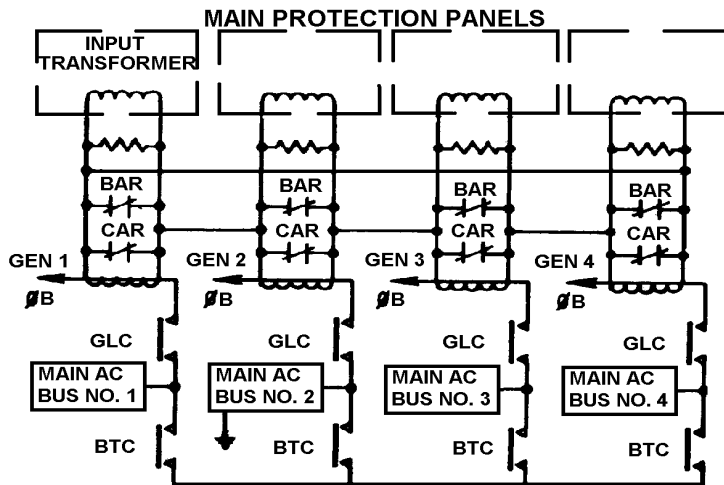 MAIN PROTECTION PANELS
INPUT
TRANSFORMER
BAR
BAR
BAR
BAR
CAR
CAR
CAR
CAR
GEN 1
GEN 2
GEN 3
GEN 4
ØB
ØB
ØB
ØB
GLC
GLC
GLC
GLC
MAIN AC
BUS NO. 1
MAIN AC
BUS NO. 2
MAIN AC
BUS NO. 3
MAIN AC
BUS NO. 4
BTC
BTC
BTC
BTC